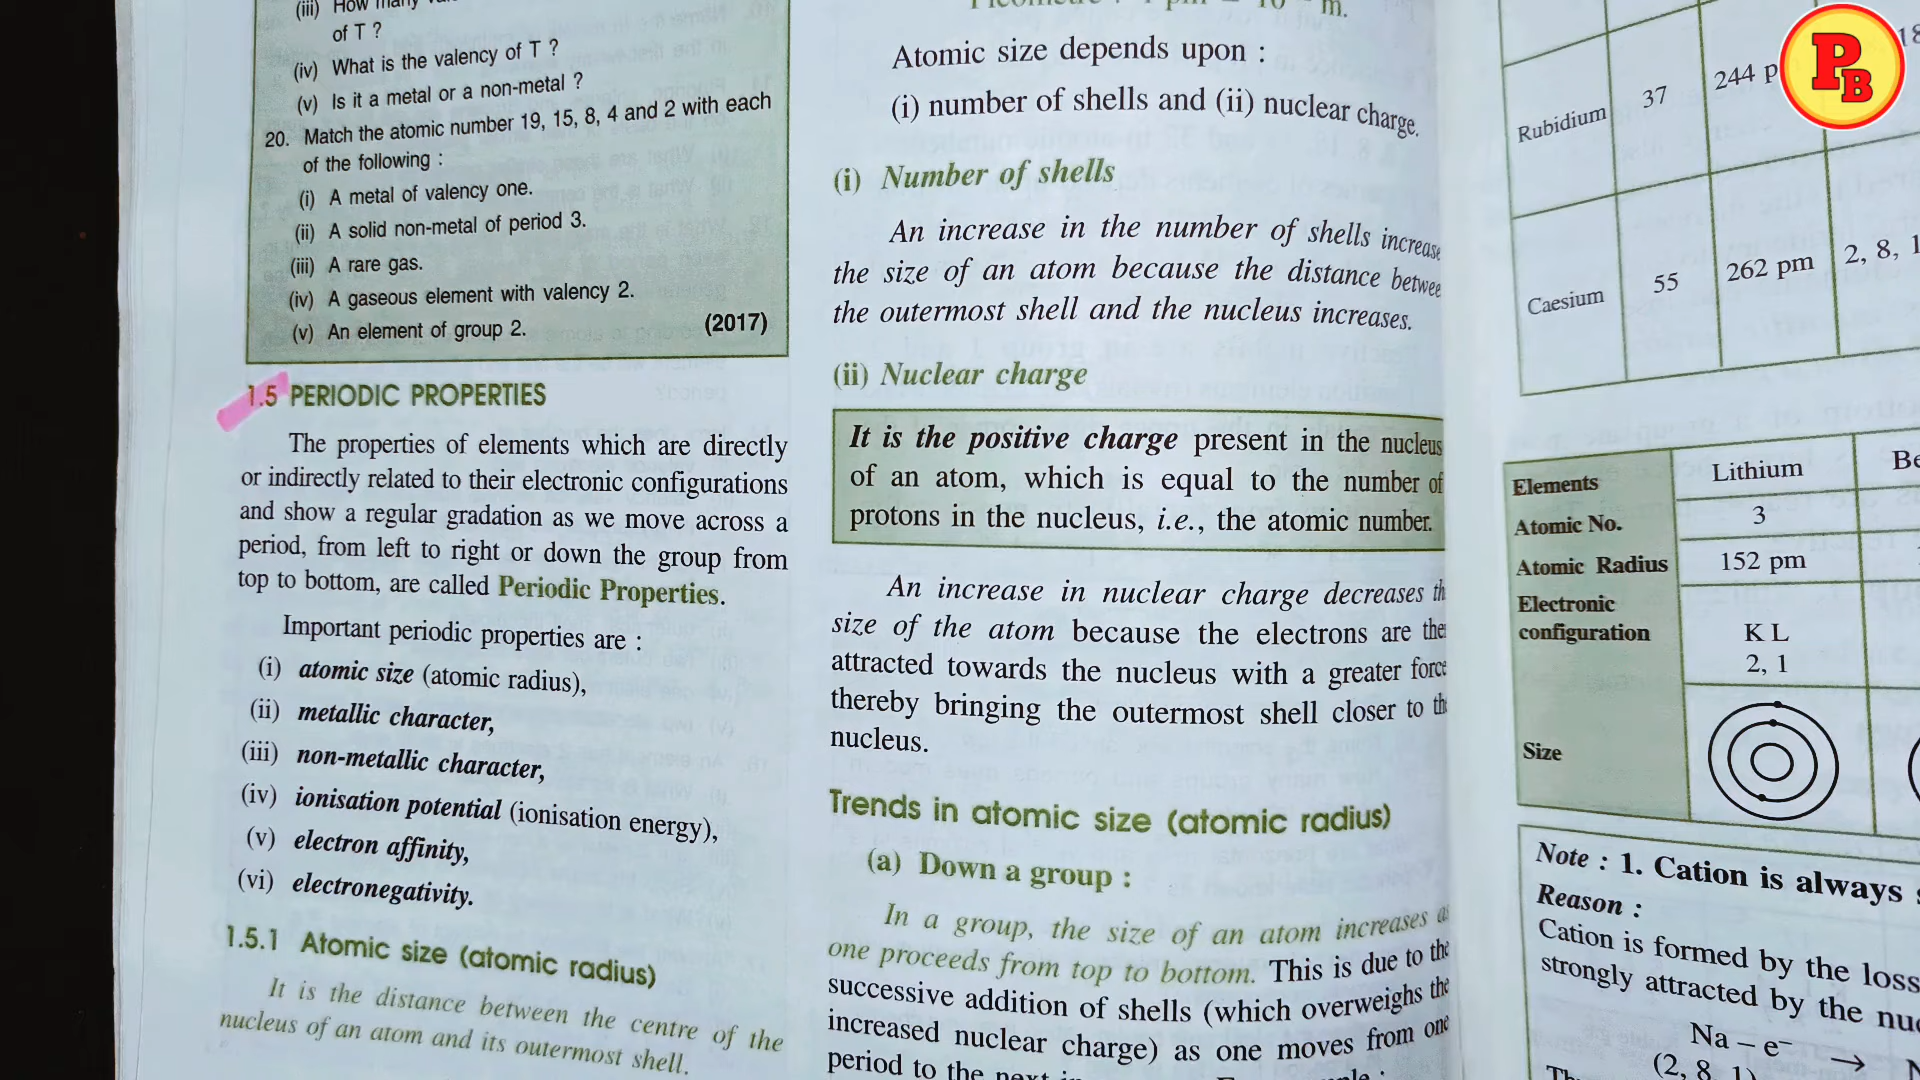 (iii) How many
of T ?
(iv) What is the valency of T ?
(v) Is it a metal or a non-metal ?
20. Match the atomic number 19, 15, 8, 4 and 2 with each
of the following :
(i) A metal of valency one.
(ii) A solid non-metal of period 3.
(iii) A rare gas.
(iv) A gaseous element with valency 2.
(v) An element of group 2. (2017)
1.5 PERIODIC PROPERTIES
The properties of elements which are directly
or indirectly related to their electronic configurations
and show a regular gradation as we move across a
period, from left to right or down the group from
top to bottom, are called Periodic Properties.
Important periodic properties are :
(i) atomic size (atomic radius),
(ii) metallic character,
(iii) non-metallic character,
(iv) ionisation potential (ionisation energy),
(v) electron affinity,
(vi) electronegativity.
1.5.1 Atomic size (atomic radius)
It is the distance between the centre of the
nucleus of an atom and its outermost shell.
m.
Atomic size depends upon :
(i) number of shells and (ii) nuclear charge.
(i) Number of shells
An increase in the number of shells increase
the size of an atom because the distance betwee
the outermost shell and the nucleus increases.
(ii) Nuclear charge
It is the positive charge present in the nucleus
of an atom, which is equal to the number of
protons in the nucleus, i.e., the atomic number.
An increase in nuclear charge decreases th
size of the atom because the electrons are the
attracted towards the nucleus with a greater force
thereby bringing the outermost shell closer to th
nucleus.
Trends in atomic size (atomic radius)
(a) Down a group :
In a group, the size of an atom increases a
one proceeds from top to bottom. This is due to the
successive addition of shells (which overweighs the
increased nuclear charge) as one moves from one
period to the next
Rubidium 37 244 p 18
Caesium 55 262 pm 2, 8, 1
PB
Elements Lithium Be
Atomic No. 3
Atomic Radius 152 pm
Electronic
configuration K L
2, 1
Size
Note : 1. Cation is always s
Reason :
Cation is formed by the loss
strongly attracted by the nuc
Na – e⁻ → N
(2, 8, 1)